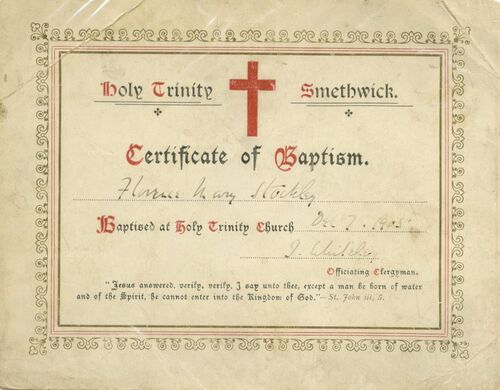 Holy Trinity Smethwick.
Certificate of Baptism.
Florence Mary
Baptised at Holy Trinity Church Dec 7. 1905
Officiating Clergyman.
"Jesus answered, verily, verily, I say unto thee, except a man be born of water
and of the Spirit, he cannot enter into the Kingdom of God."—St. John iii, 5.